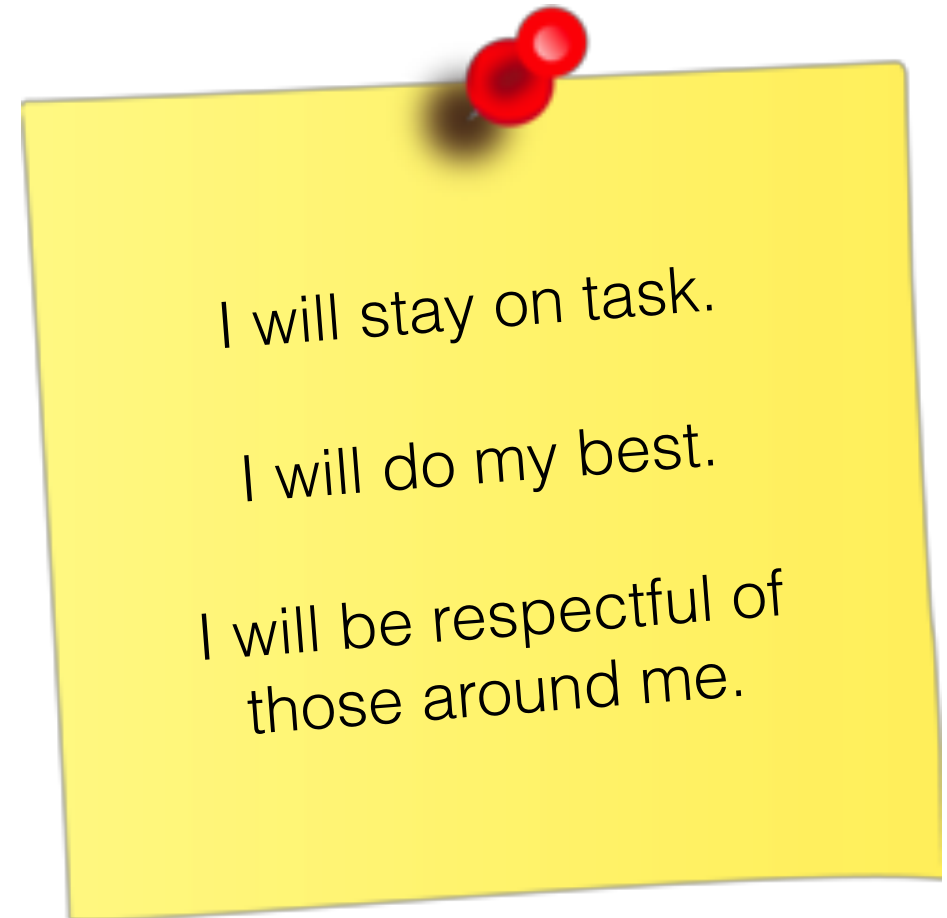 I will stay on task.
I will do my best.
I will be respectful of
those around me.